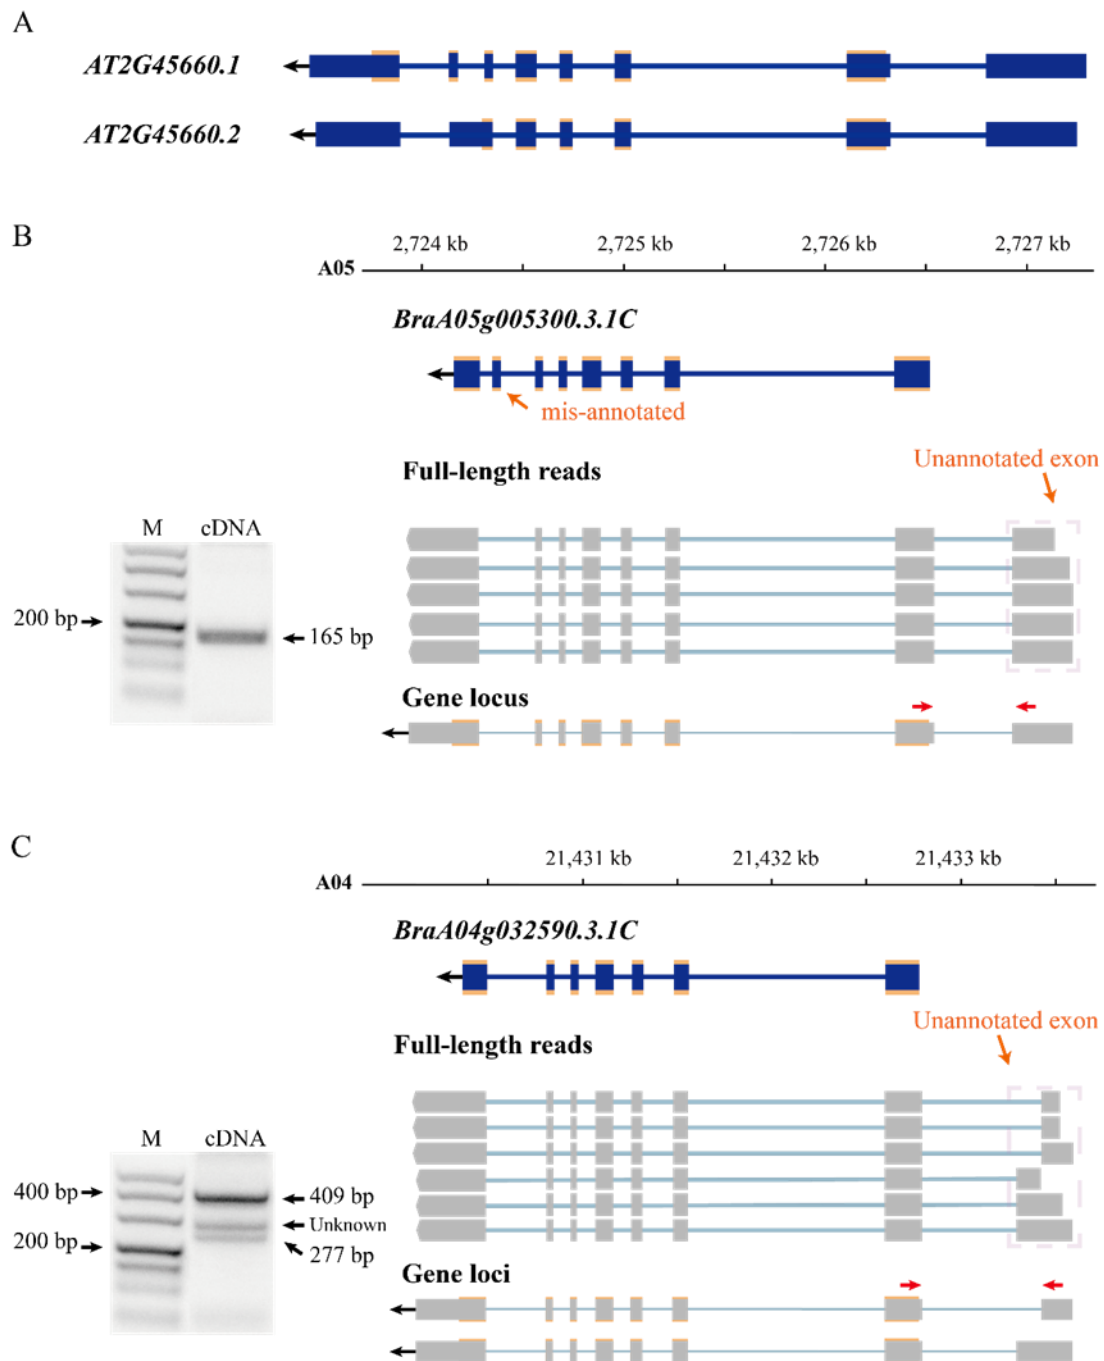 A
AT2G45660.1
AT2G45660.2
B
2,724 kb 2,725 kb 2,726 kb 2,727 kb
A05
BraA05g005300.3.1C
mis-annotated
Unannotated exon
Full-length reads
M cDNA
200 bp
165 bp
Gene locus
C
21,431 kb 21,432 kb 21,433 kb
A04
BraA04g032590.3.1C
Unannotated exon
Full-length reads
M cDNA
400 bp
409 bp
Unknown
200 bp
277 bp
Gene loci